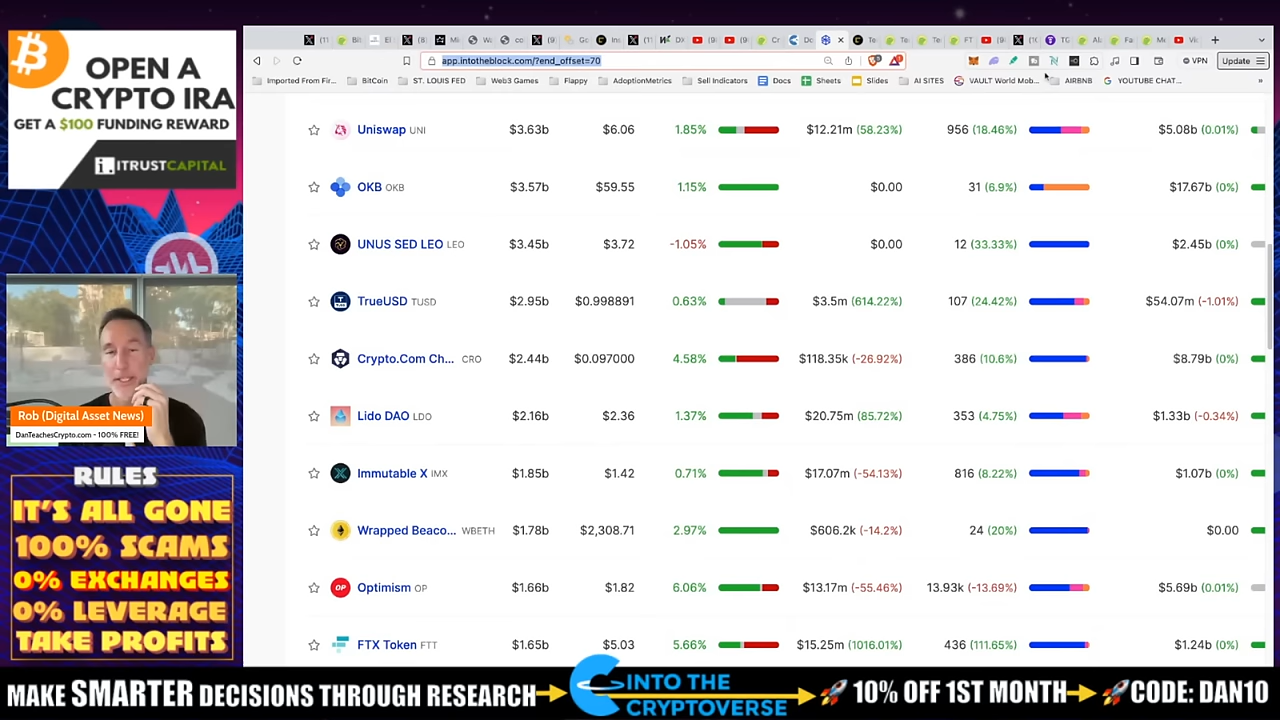 OPEN A
CRYPTO IRA
GET A $100 FUNDING REWARD
i.ITRUSTCAPITAL
Rob (Digital Asset News)
DanTeachesCrypto.com - 100% FREE!
RULES
IT'S ALL GONE
100% SCAMS
0% EXCHANGES
0% LEVERAGE
TAKE PROFITS
app.intotheblock.com/?end_offset=70
VPN
Update
Imported From Fir...
BitCoin
ST. LOUIS FED
Web3 Games
Flappy
AdoptionMetrics
Sell Indicators
Docs
Sheets
Slides
AI SITES
VAULT World Mob...
AIRBNB
YOUTUBE CHAT...
»
Uniswap UNI $3.63b $6.06 1.85% $12.21m (58.23%) 956 (18.46%) $5.08b (0.01%)
OKB OKB $3.57b $59.55 1.15% $0.00 31 (6.9%) $17.67m (0%)
UNUS SED LEO LEO $3.45b $3.72 -1.05% $0.00 12 (33.33%) $2.45b (0%)
TrueUSD TUSD $2.95b $0.998891 0.63% $3.5m (614.22%) 107 (24.42%) $54.07m (-1.01%)
Crypto.Com Ch... CRO $2.44b $0.097000 4.58% $118.35k (-26.92%) 386 (10.6%) $8.79b (0%)
Lido DAO LDO $2.16b $2.36 1.37% $20.75m (85.72%) 353 (4.75%) $1.33b (-0.34%)
Immutable X IMX $1.85b $1.42 0.71% $17.07m (-54.13%) 816 (8.22%) $1.07b (0%)
Wrapped Beaco... WBETH $1.78b $2,308.71 2.97% $606.2k (-14.2%) 24 (20%) $0.00
OP Optimism OP $1.66b $1.82 6.06% $13.17m (-55.46%) 13.93k (-13.69%) $5.69b (0.01%)
FTX Token FTT $1.65b $5.03 5.66% $15.25m (1016.01%) 436 (111.65%) $1.24b (0%)
MAKE SMARTER DECISIONS THROUGH RESEARCH
INTO THE
CRYPTOVERSE
10% OFF 1ST MONTH
CODE: DAN10